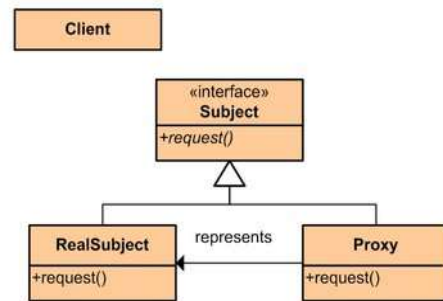 Client
«interface»
Subject
+request()
RealSubject
+request()
represents
Proxy
+request()